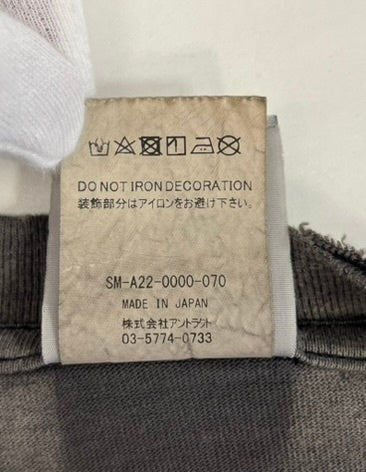 DO NOT IRON DECORATION
装飾部分はアイロンをお避け下さい。
SM-A22-0000-070
MADE IN JAPAN
株式会社アントラクト
03-5774-0733